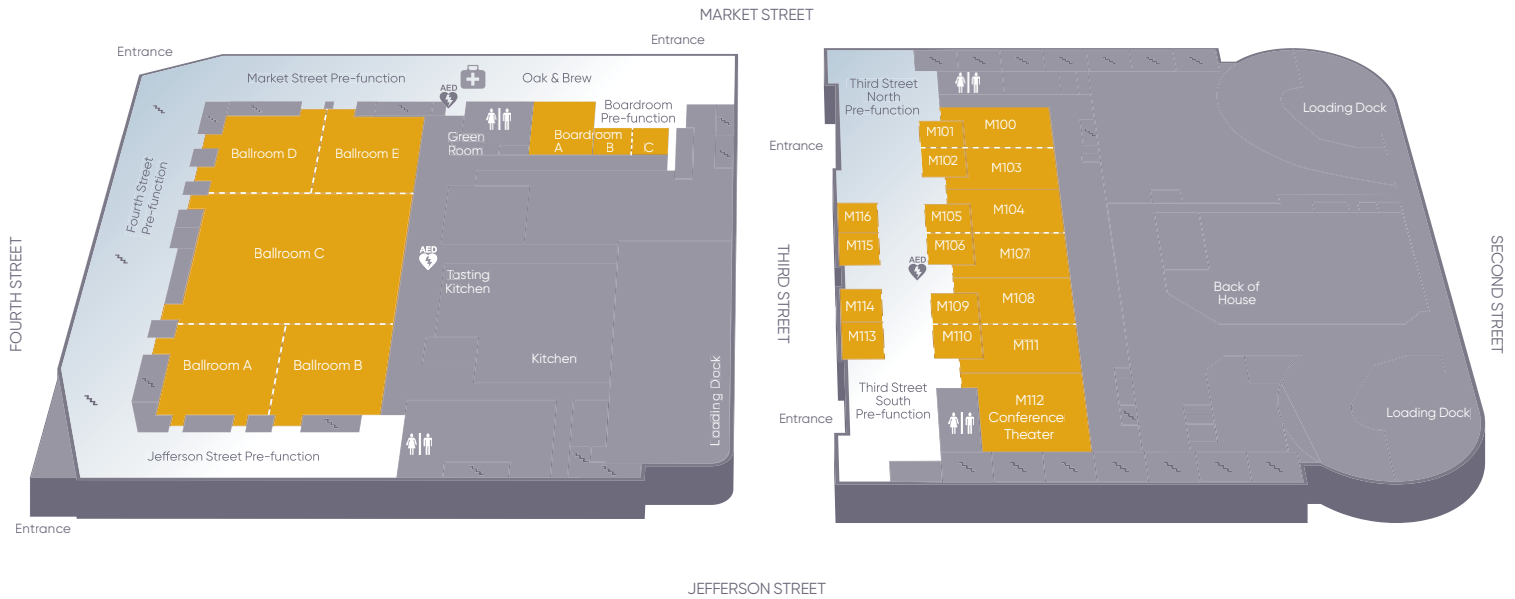 MARKET STREET
Entrance
Entrance
Market Street Pre-function
Oak & Brew
AED
Boardroom
Pre-function
Green
Room
Boardroom
A
B
C
Ballroom D
Ballroom E
Fourth Street
Pre-function
Ballroom C
AED
Tasting
Kitchen
Ballroom A
Ballroom B
Kitchen
Loading Dock
Jefferson Street Pre-function
Entrance
FOURTH STREET
THIRD STREET
Third Street
North
Pre-function
Entrance
M100
M101
M102
M103
M104
M116
M105
M115
M106
M107
AED
M108
M114
M109
M113
M110
M111
Third Street
South
Pre-function
Entrance
M112
Conference
Theater
Loading Dock
Back of
House
Loading Dock
SECOND STREET
JEFFERSON STREET